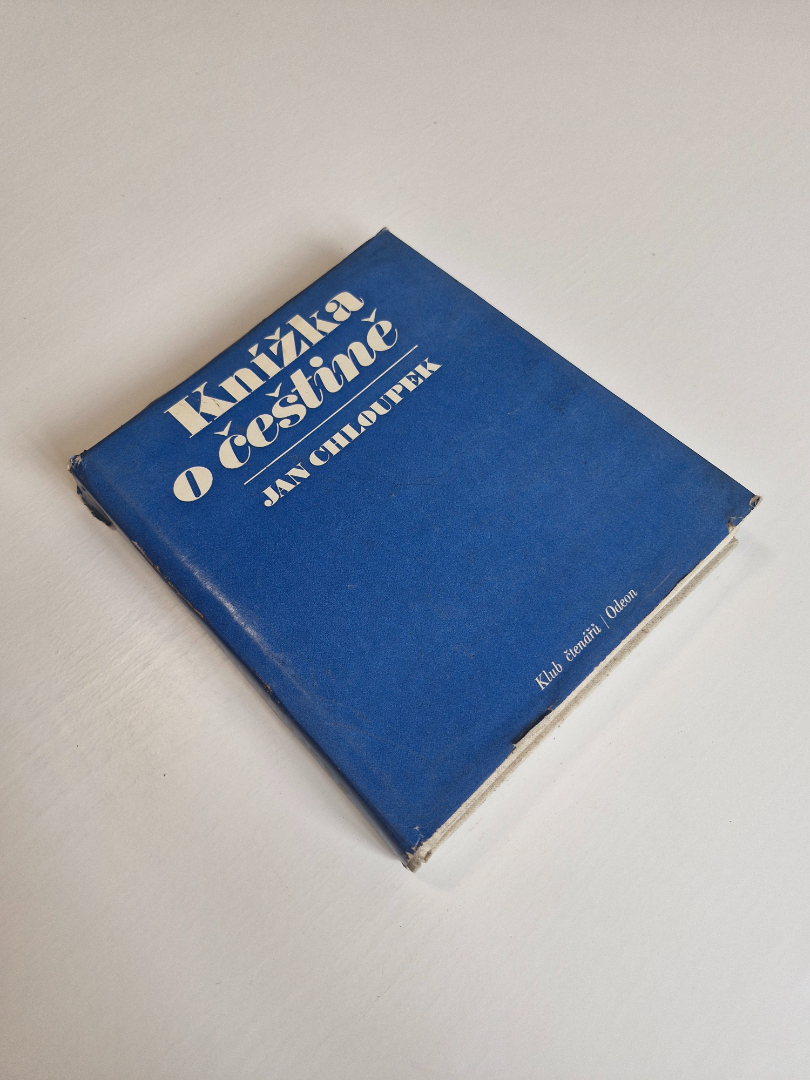 Knížka
o češtině
JAN CHLOUPEK
Klub čtenářů / Odeon